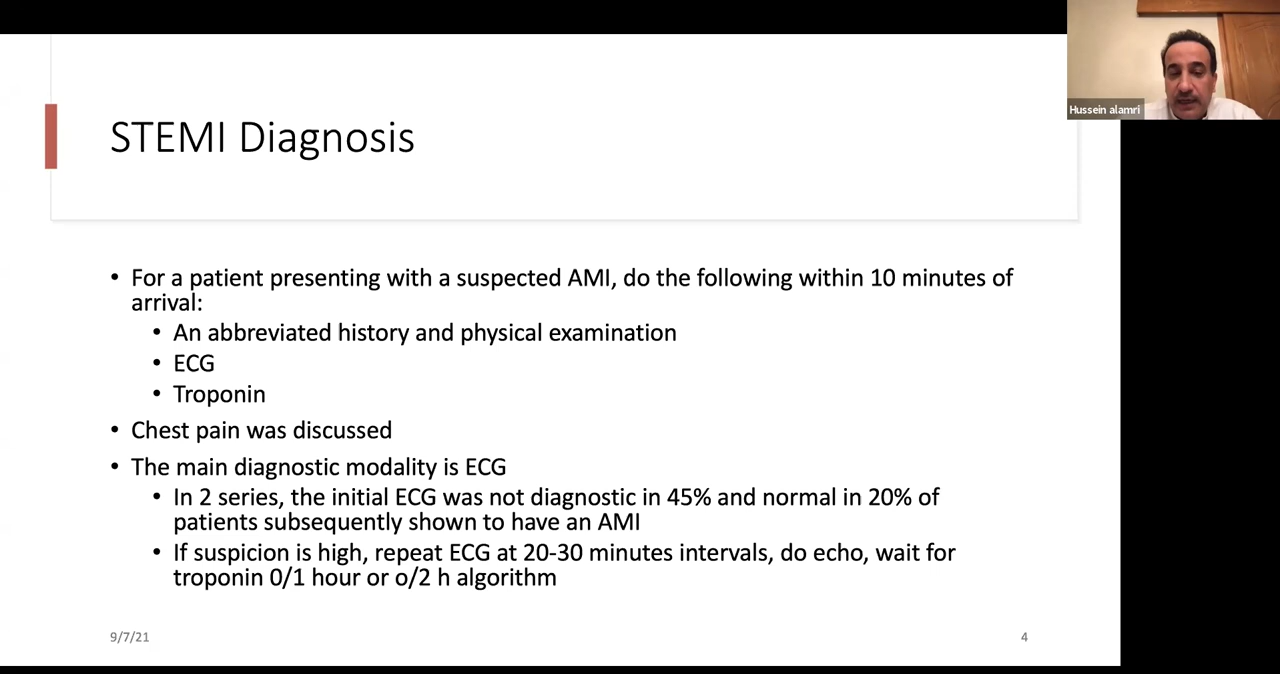 Hussein alamri
STEMI Diagnosis
• For a patient presenting with a suspected AMI, do the following within 10 minutes of
arrival:
• An abbreviated history and physical examination
• ECG
• Troponin
• Chest pain was discussed
• The main diagnostic modality is ECG
• In 2 series, the initial ECG was not diagnostic in 45% and normal in 20% of
patients subsequently shown to have an AMI
• If suspicion is high, repeat ECG at 20-30 minutes intervals, do echo, wait for
troponin 0/1 hour or o/2 h algorithm
9/7/21
4